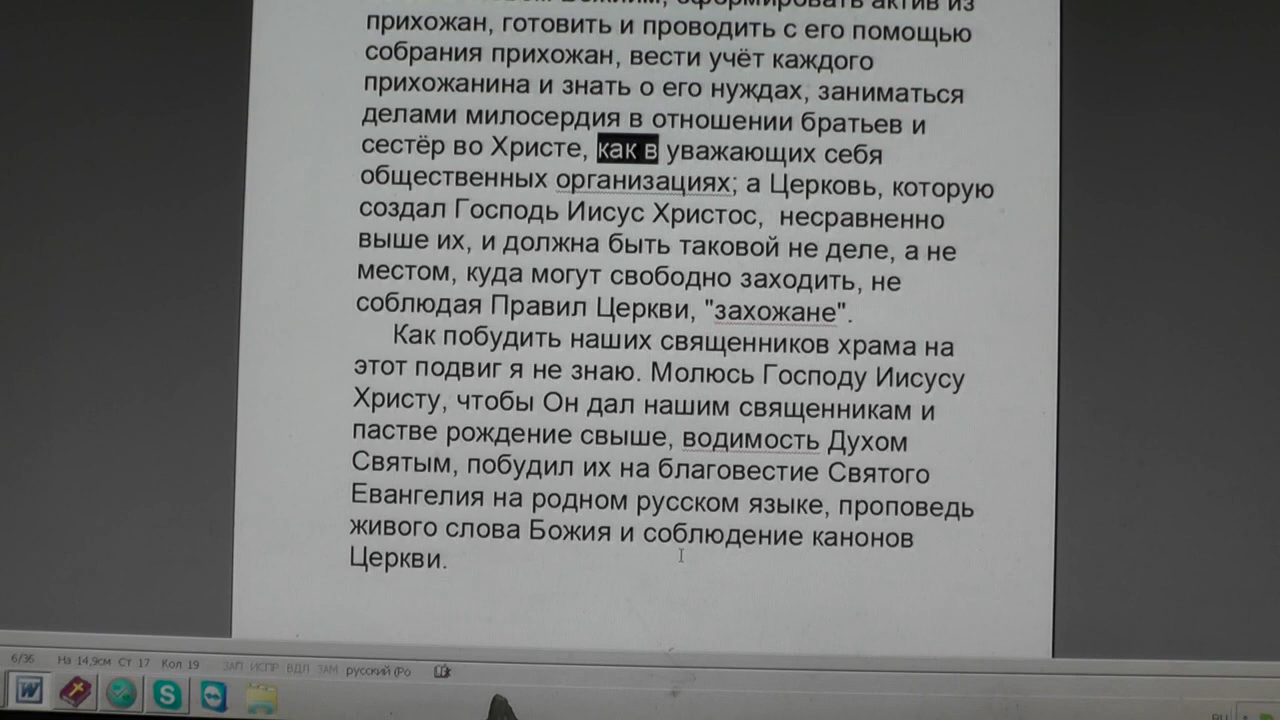 сформировать актив из
прихожан, готовить и проводить с его помощью
собрания прихожан, вести учёт каждого
прихожанина и знать о его нуждах, заниматься
делами милосердия в отношении братьев и
сестёр во Христе, как в уважающих себя
общественных организациях; а Церковь, которую
создал Господь Иисус Христос, несравненно
выше их, и должна быть таковой не деле, а не
местом, куда могут свободно заходить, не
соблюдая Правил Церкви, "захожане".
Как побудить наших священников храма на
этот подвиг я не знаю. Молюсь Господу Иисусу
Христу, чтобы Он дал нашим священникам и
пастве рождение свыше, водимость Духом
Святым, побудил их на благовестие Святого
Евангелия на родном русском языке, проповедь
живого слова Божия и соблюдение канонов
Церкви.
6/36 На 14,9см Ст 17 Кол 19 ЗАП ИСПР ВДЛ ЗАМ русский (Ро
W S
RU